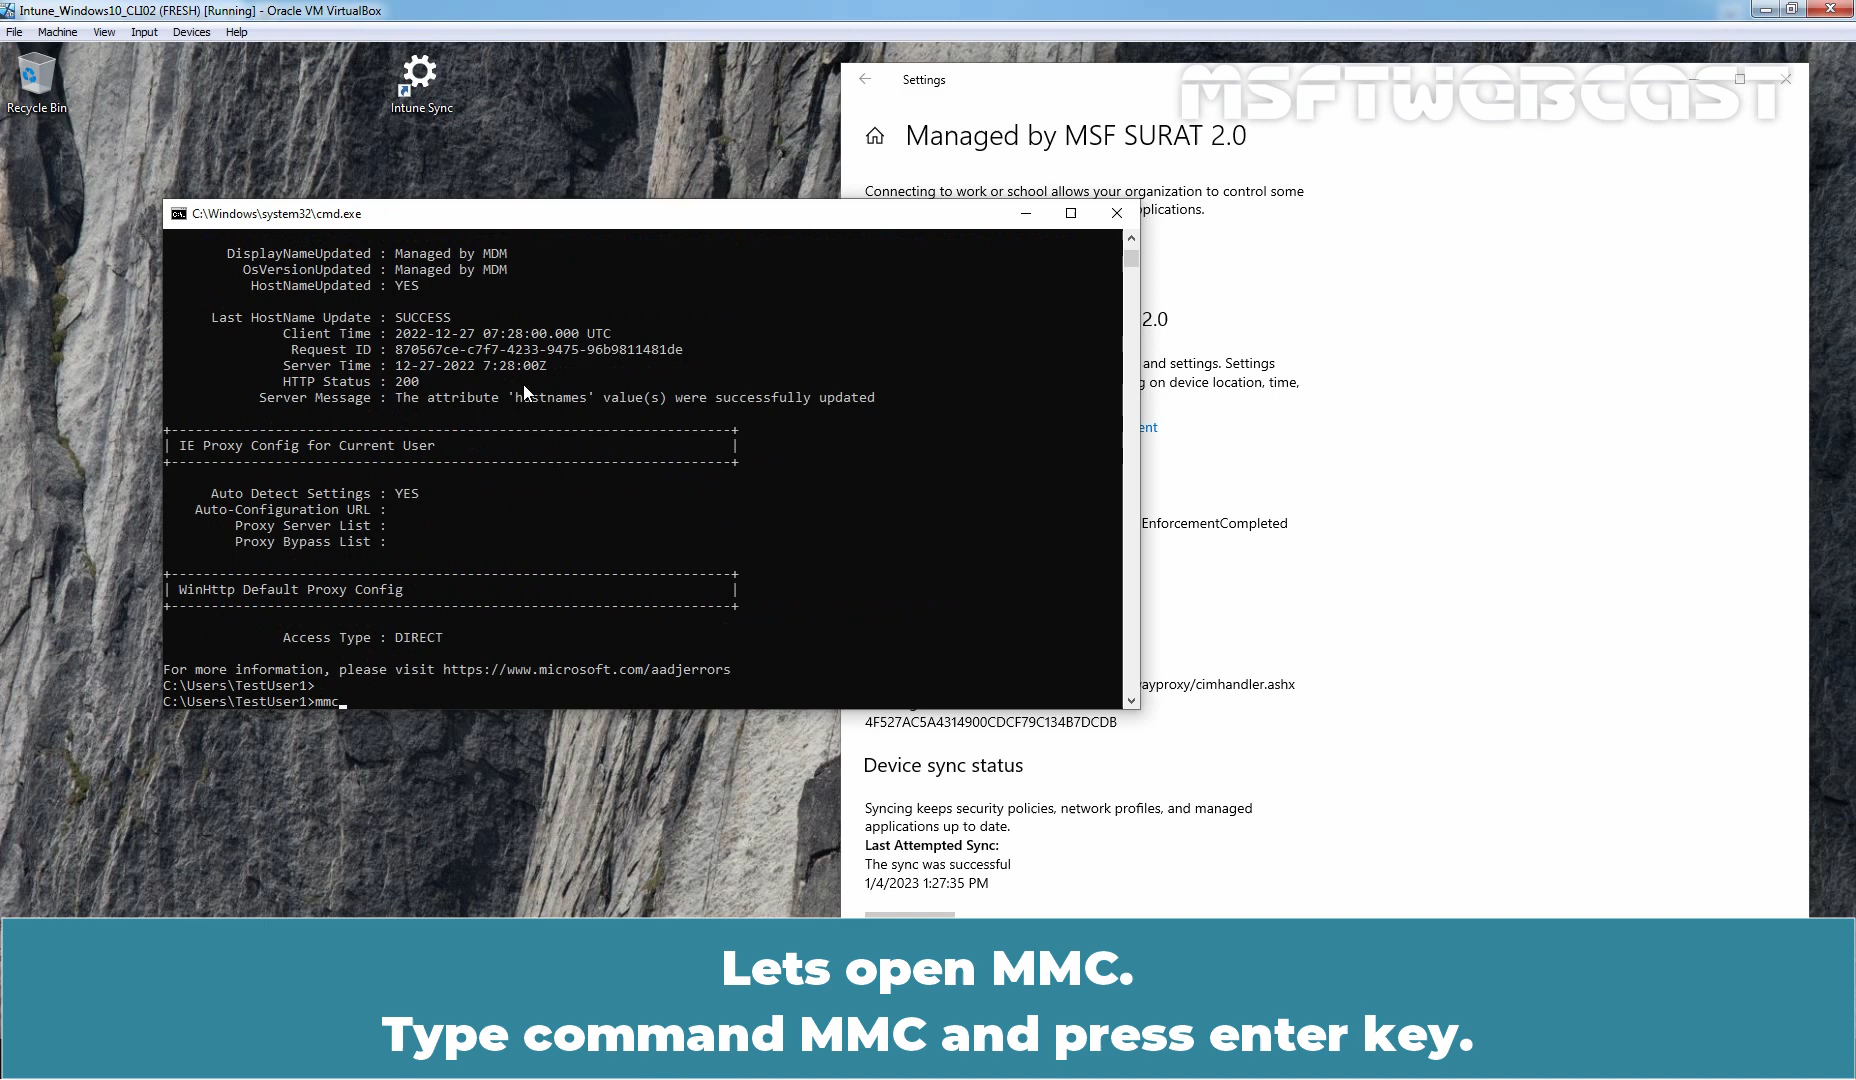 Intune_Windows10_CLI02 (FRESH) [Running] - Oracle VM VirtualBox
File Machine View Input Devices Help
Recycle Bin
Intune Sync
Settings
MSFTWEBCAST
Managed by MSF SURAT 2.0
Connecting to work or school allows your organization to control some
pplications.
C:\Windows\system32\cmd.exe
DisplayNameUpdated : Managed by MDM
OsVersionUpdated : Managed by MDM
HostNameUpdated : YES
Last HostName Update : SUCCESS
Client Time : 2022-12-27 07:28:00.000 UTC
Request ID : 870567ce-c7f7-4233-9475-96b9811481de
Server Time : 12-27-2022 7:28:00Z
HTTP Status : 200
Server Message : The attribute 'hostnames' value(s) were successfully updated
+----------------------------------------------------------------------+
| IE Proxy Config for Current User |
+----------------------------------------------------------------------+
Auto Detect Settings : YES
Auto-Configuration URL :
Proxy Server List :
Proxy Bypass List :
+----------------------------------------------------------------------+
| WinHttp Default Proxy Config |
+----------------------------------------------------------------------+
Access Type : DIRECT
For more information, please visit https://www.microsoft.com/aadjerrors
C:\Users\TestUser1>
C:\Users\TestUser1>mmc
2.0
and settings. Settings
g on device location, time,
ent
EnforcementCompleted
ayproxy/cimhandler.ashx
4F527AC5A4314900CDCF79C134B7DCDB
Device sync status
Syncing keeps security policies, network profiles, and managed
applications up to date.
Last Attempted Sync:
The sync was successful
1/4/2023 1:27:35 PM
Lets open MMC.
Type command MMC and press enter key.